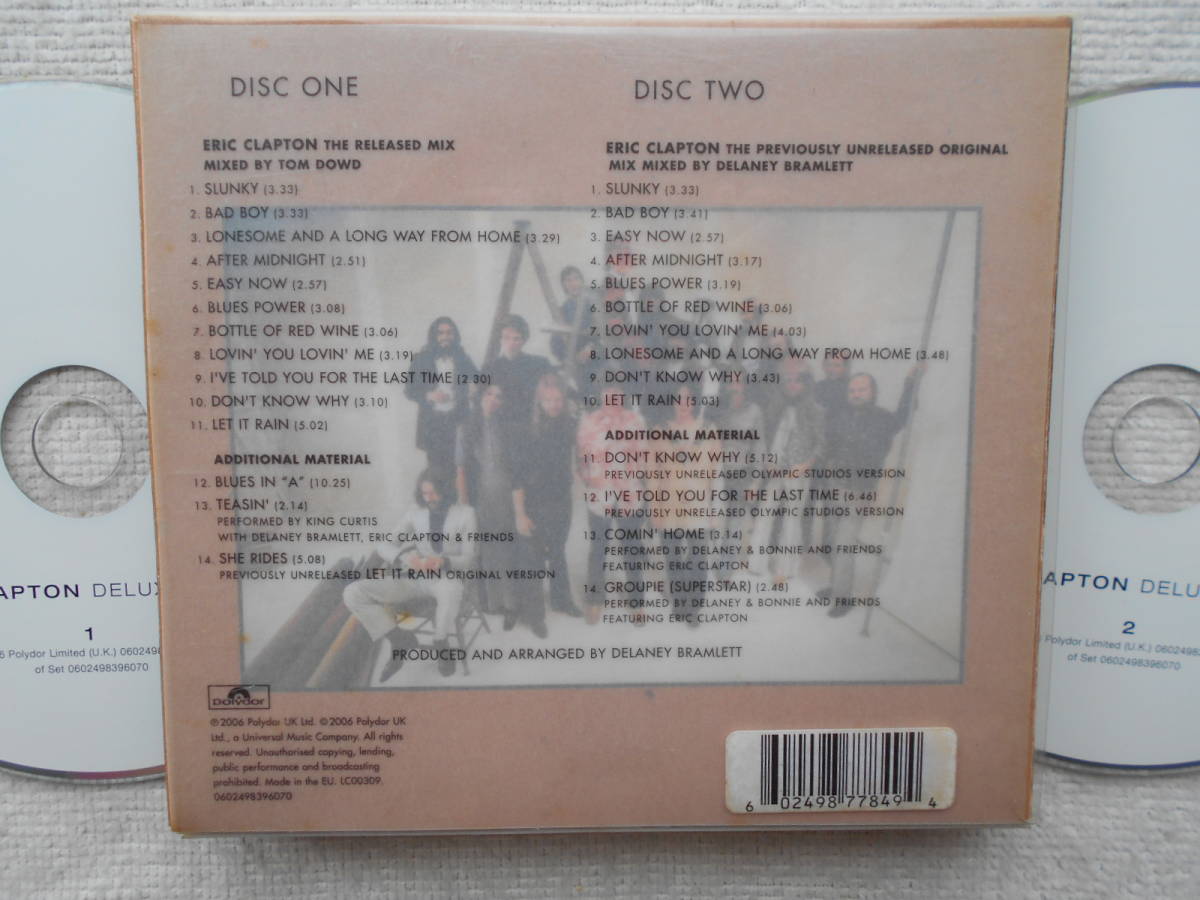 DISC ONE
ERIC CLAPTON THE RELEASED MIX
MIXED BY TOM DOWD
1. SLUNKY (3.33)
2. BAD BOY (3.33)
3. LONESOME AND A LONG WAY FROM HOME (3.29)
4. AFTER MIDNIGHT (2.51)
5. EASY NOW (2.57)
6. BLUES POWER (3.08)
7. BOTTLE OF RED WINE (3.06)
8. LOVIN' YOU LOVIN' ME (3.19)
9. I'VE TOLD YOU FOR THE LAST TIME (2.30)
10. DON'T KNOW WHY (3.10)
11. LET IT RAIN (5.02)
ADDITIONAL MATERIAL
12. BLUES IN "A" (10.25)
13. TEASIN' (2.14)
PERFORMED BY KING CURTIS
WITH DELANEY BRAMLETT, ERIC CLAPTON & FRIENDS
14. SHE RIDES (5.08)
PREVIOUSLY UNRELEASED LET IT RAIN ORIGINAL VERSION
DISC TWO
ERIC CLAPTON THE PREVIOUSLY UNRELEASED ORIGINAL
MIX MIXED BY DELANEY BRAMLETT
1. SLUNKY (3.33)
2. BAD BOY (3.41)
3. EASY NOW (2.57)
4. AFTER MIDNIGHT (3.17)
5. BLUES POWER (3.19)
6. BOTTLE OF RED WINE (3.06)
7. LOVIN' YOU LOVIN' ME (4.03)
8. LONESOME AND A LONG WAY FROM HOME (3.48)
9. DON'T KNOW WHY (3.43)
10. LET IT RAIN (5.03)
ADDITIONAL MATERIAL
11. DON'T KNOW WHY (5.12)
PREVIOUSLY UNRELEASED OLYMPIC STUDIOS VERSION
12. I'VE TOLD YOU FOR THE LAST TIME (6.46)
PREVIOUSLY UNRELEASED OLYMPIC STUDIOS VERSION
13. COMIN' HOME (3.14)
PERFORMED BY DELANEY & BONNIE AND FRIENDS
FEATURING ERIC CLAPTON
14. GROUPIE (SUPERSTAR) (2.48)
PERFORMED BY DELANEY & BONNIE AND FRIENDS
FEATURING ERIC CLAPTON
PRODUCED AND ARRANGED BY DELANEY BRAMLETT
Polydor
℗2006 Polydor UK Ltd. ©2006 Polydor UK
Ltd., a Universal Music Company. All rights
reserved. Unauthorised copying, lending,
public performance and broadcasting
prohibited. Made in the EU. LC00309.
0602498396070
6 02498 77849 4
APTON DELUX
1
6 Polydor Limited (U.K.) 0602498
of Set 0602498396070
APTON DELU
2
Polydor Limited (U.K.) 0602498
of Set 0602498396070